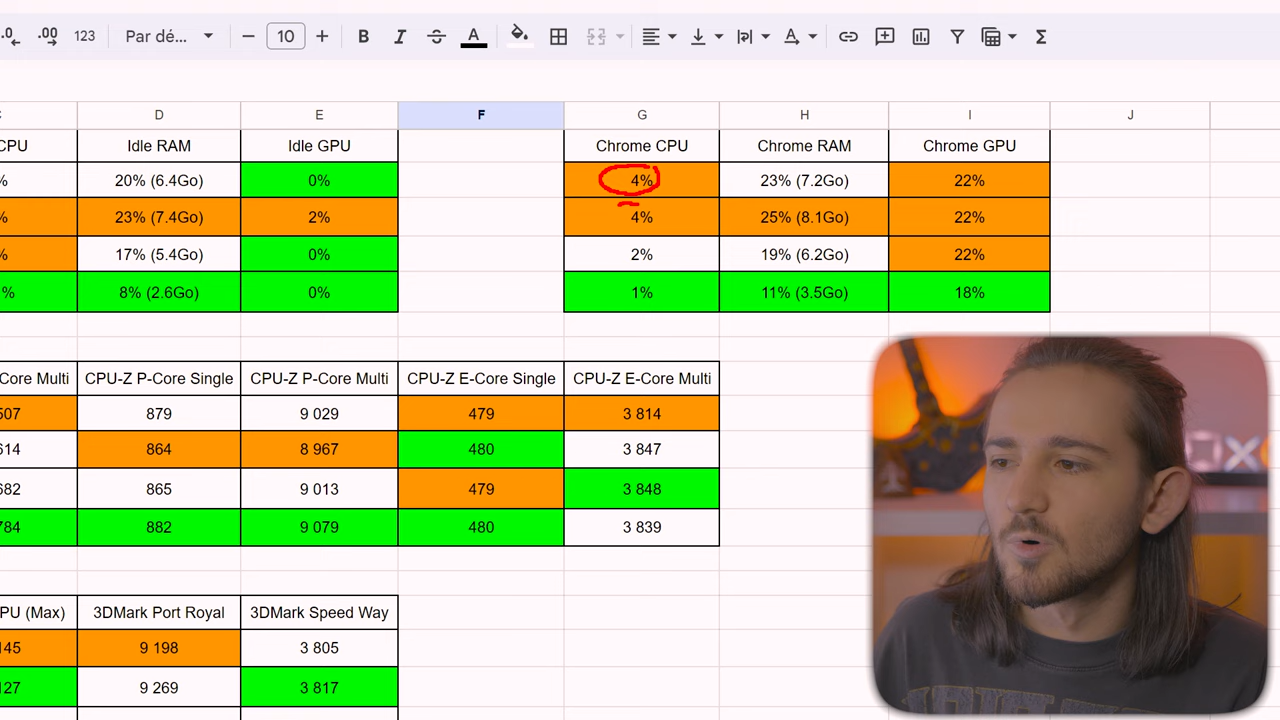 .0 .00 123 Par dé... 10 B I A Σ
D E F G H I J
CPU Idle RAM Idle GPU Chrome CPU Chrome RAM Chrome GPU
% 20% (6.4Go) 0% 4% 23% (7.2Go) 22%
% 23% (7.4Go) 2% 4% 25% (8.1Go) 22%
% 17% (5.4Go) 0% 2% 19% (6.2Go) 22%
% 8% (2.6Go) 0% 1% 11% (3.5Go) 18%
Core Multi CPU-Z P-Core Single CPU-Z P-Core Multi CPU-Z E-Core Single CPU-Z E-Core Multi
507 879 9 029 479 3 814
614 864 8 967 480 3 847
682 865 9 013 479 3 848
784 882 9 079 480 3 839
PU (Max) 3DMark Port Royal 3DMark Speed Way
145 9 198 3 805
127 9 269 3 817